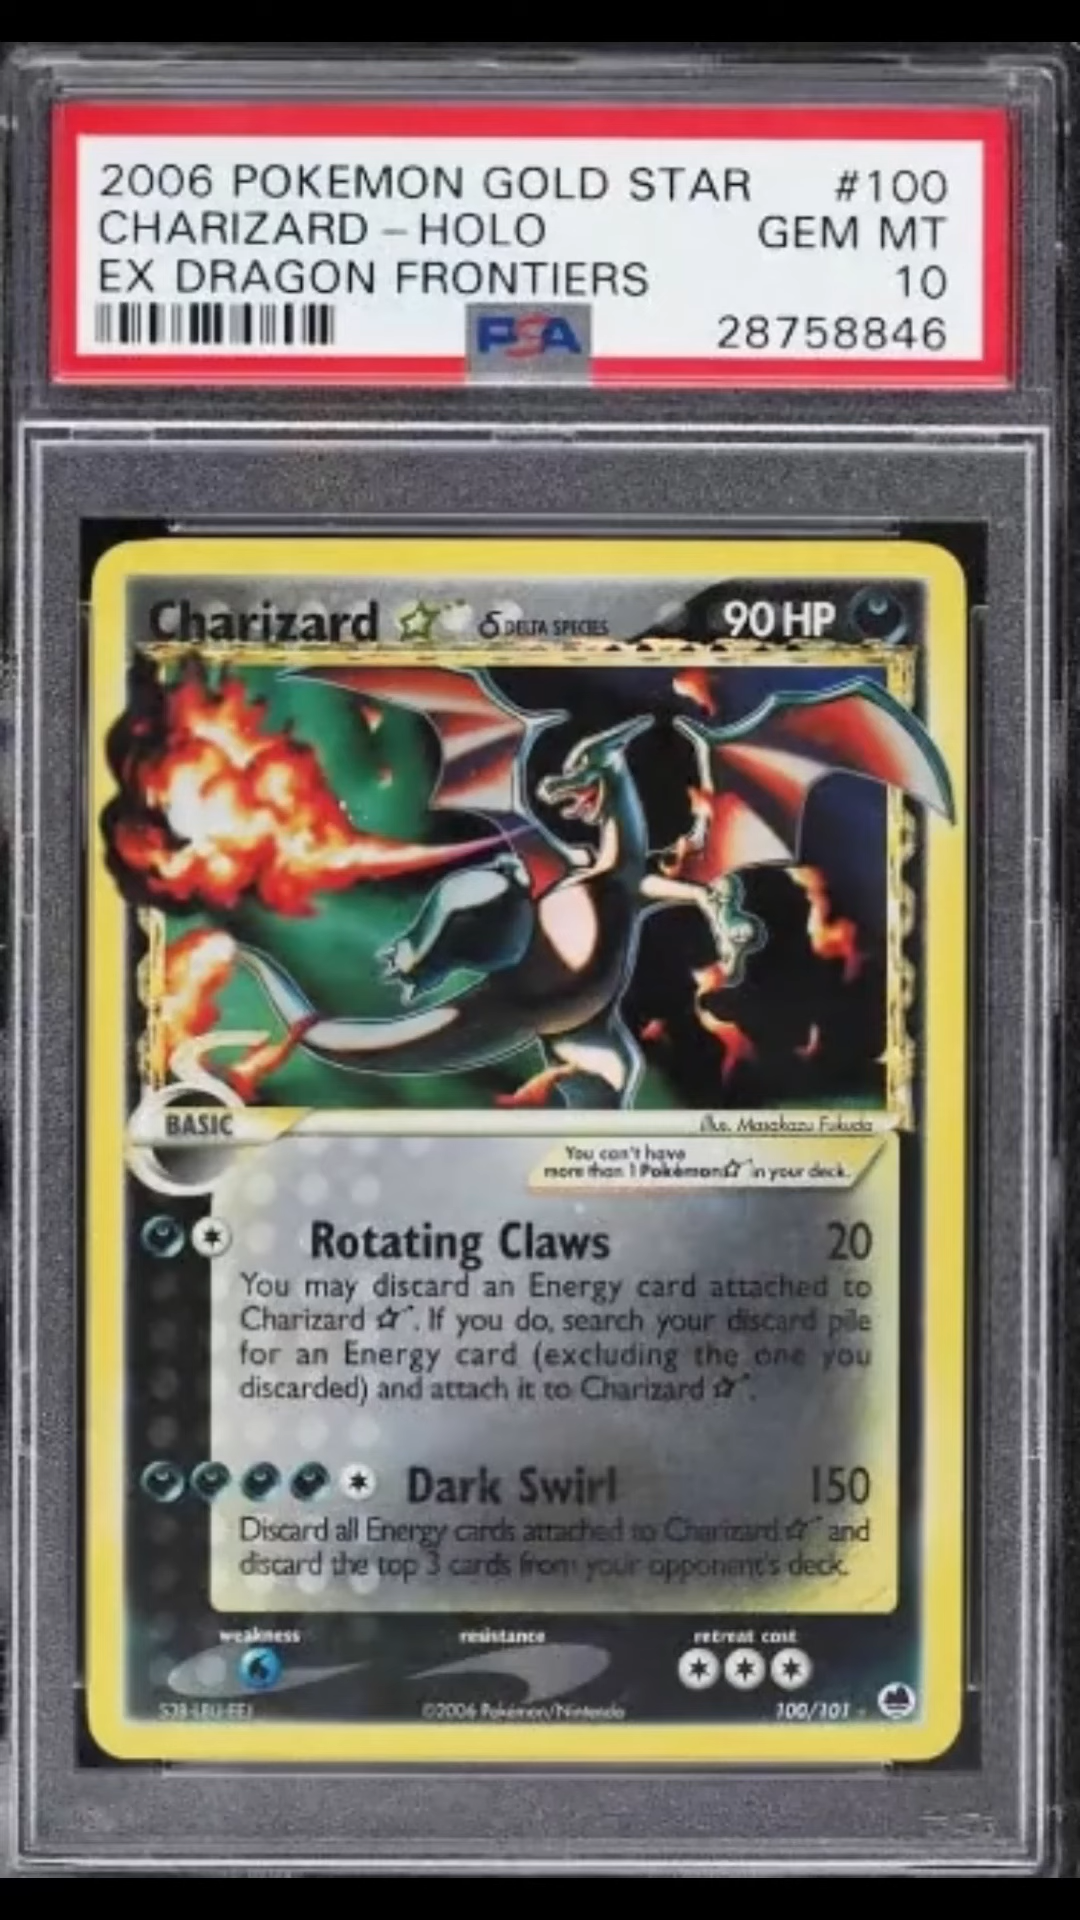 2006 POKEMON GOLD STAR #100
CHARIZARD - HOLO GEM MT
EX DRAGON FRONTIERS 10
PSA 28758846
Charizard ☆ δ DELTA SPECIES 90 HP
BASIC illus. Masakazu Fukuda
You can't have
more than 1 Pokémon ☆ in your deck.
Rotating Claws 20
You may discard an Energy card attached to
Charizard ☆. If you do, search your discard pile
for an Energy card (excluding the one you
discarded) and attach it to Charizard ☆.
Dark Swirl 150
Discard all Energy cards attached to Charizard ☆ and
discard the top 3 cards from your opponent's deck.
weakness resistance retreat cost
©2006 Pokémon/Nintendo 100/101